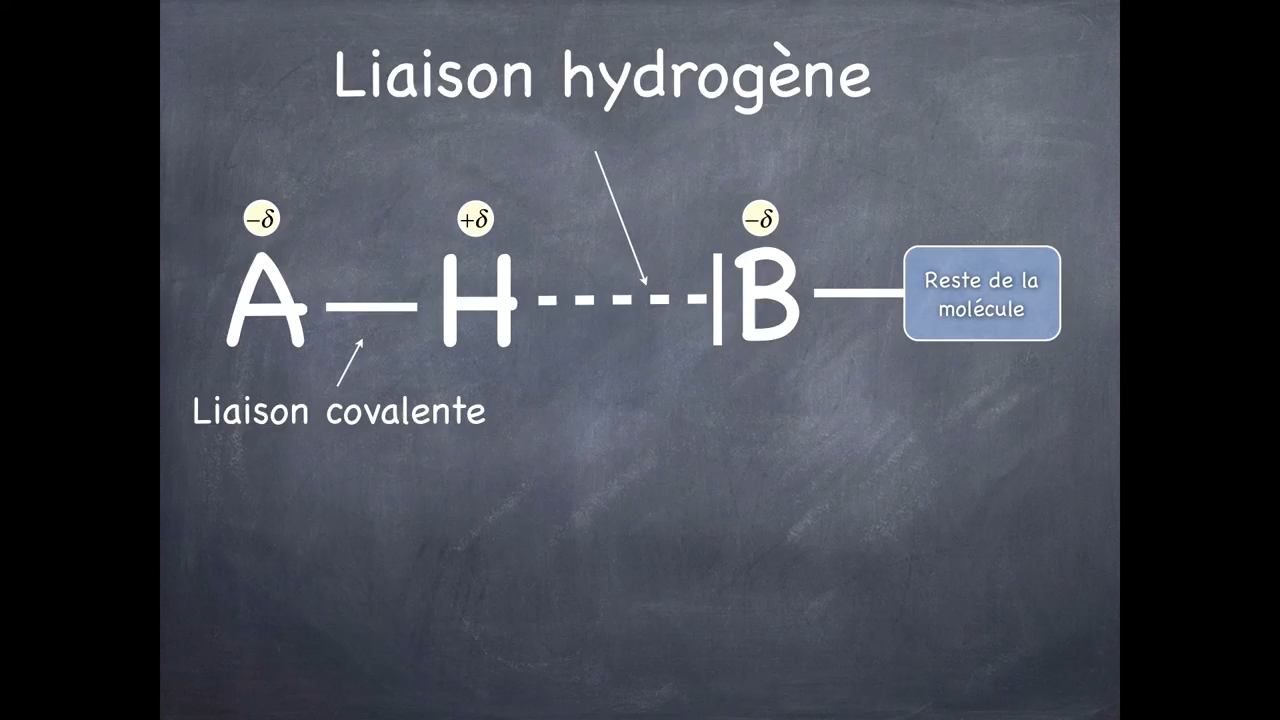 Liaison hydrogène
−δ +δ −δ
A H B
Reste de la
molécule
Liaison covalente